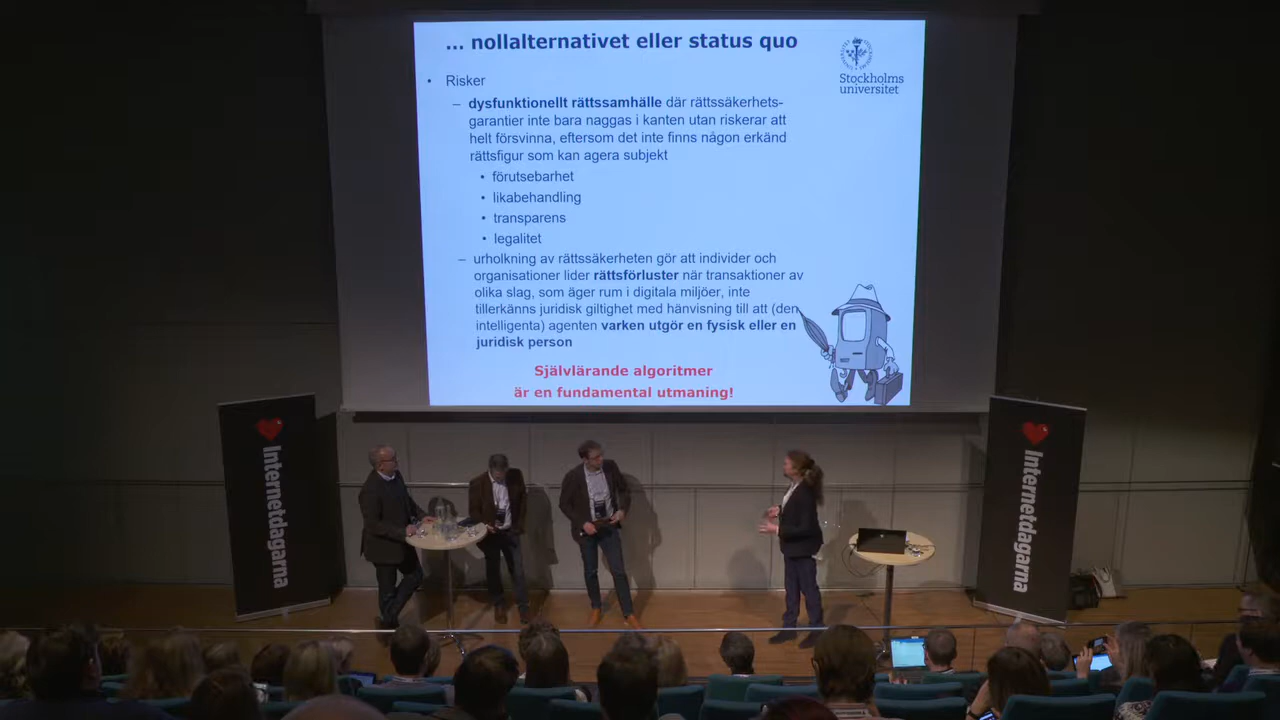 ... nollalternativet eller status quo
Stockholms
universitet
• Risker
– dysfunktionellt rättssamhälle där rättssäkerhets-
garantier inte bara naggas i kanten utan riskerar att
helt försvinna, eftersom det inte finns någon erkänd
rättsfigur som kan agera subjekt
• förutsebarhet
• likabehandling
• transparens
• legalitet
– urholkning av rättssäkerheten gör att individer och
organisationer lider rättsförluster när transaktioner av
olika slag, som äger rum i digitala miljöer, inte
tillerkänns juridisk giltighet med hänvisning till att (den
intelligenta) agenten varken utgör en fysisk eller en
juridisk person
Självlärande algoritmer
är en fundamental utmaning!
Internetdagarna
Internetdagarna